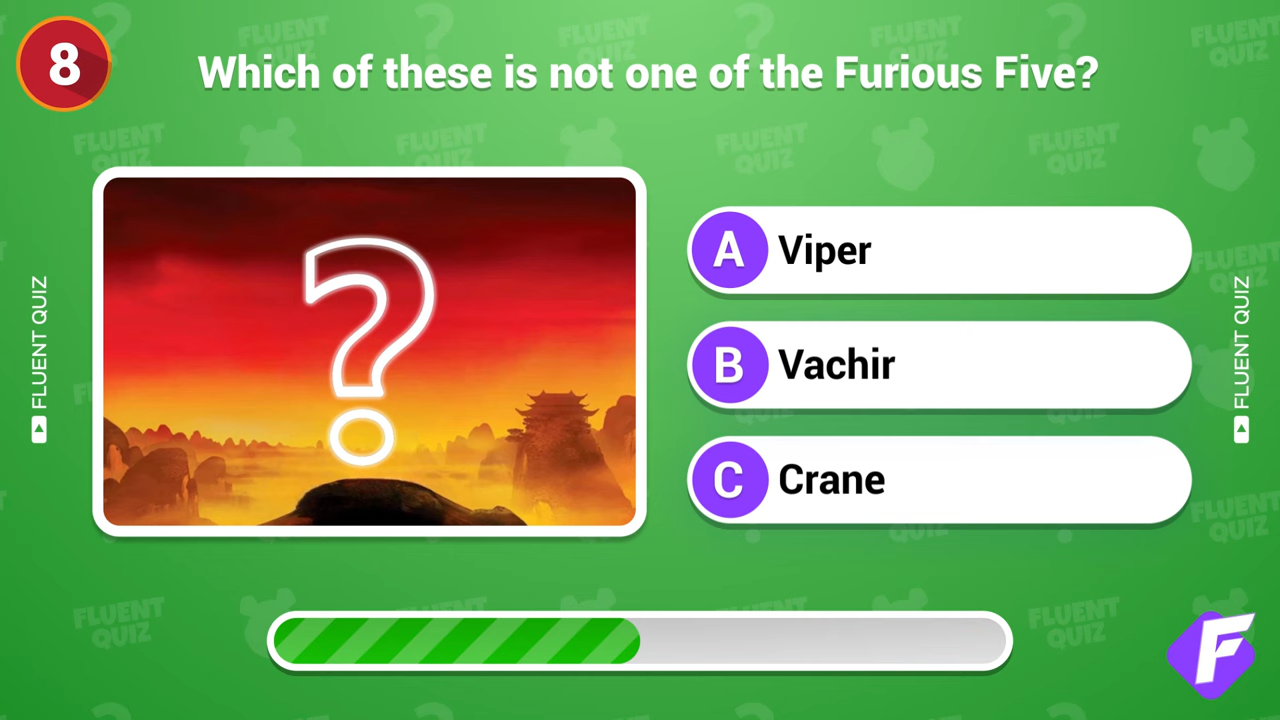 8
Which of these is not one of the Furious Five?
A Viper
B Vachir
C Crane
FLUENT QUIZ
FLUENT QUIZ
FLUENT
QUIZ
F